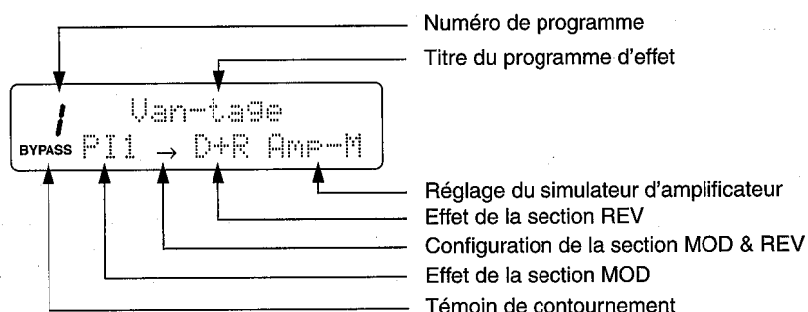 Numéro de programme
Titre du programme d'effet
1 Van-tage
BYPASS PI1 → D+R Amp-M
Réglage du simulateur d'amplificateur
Effet de la section REV
Configuration de la section MOD & REV
Effet de la section MOD
Témoin de contournement